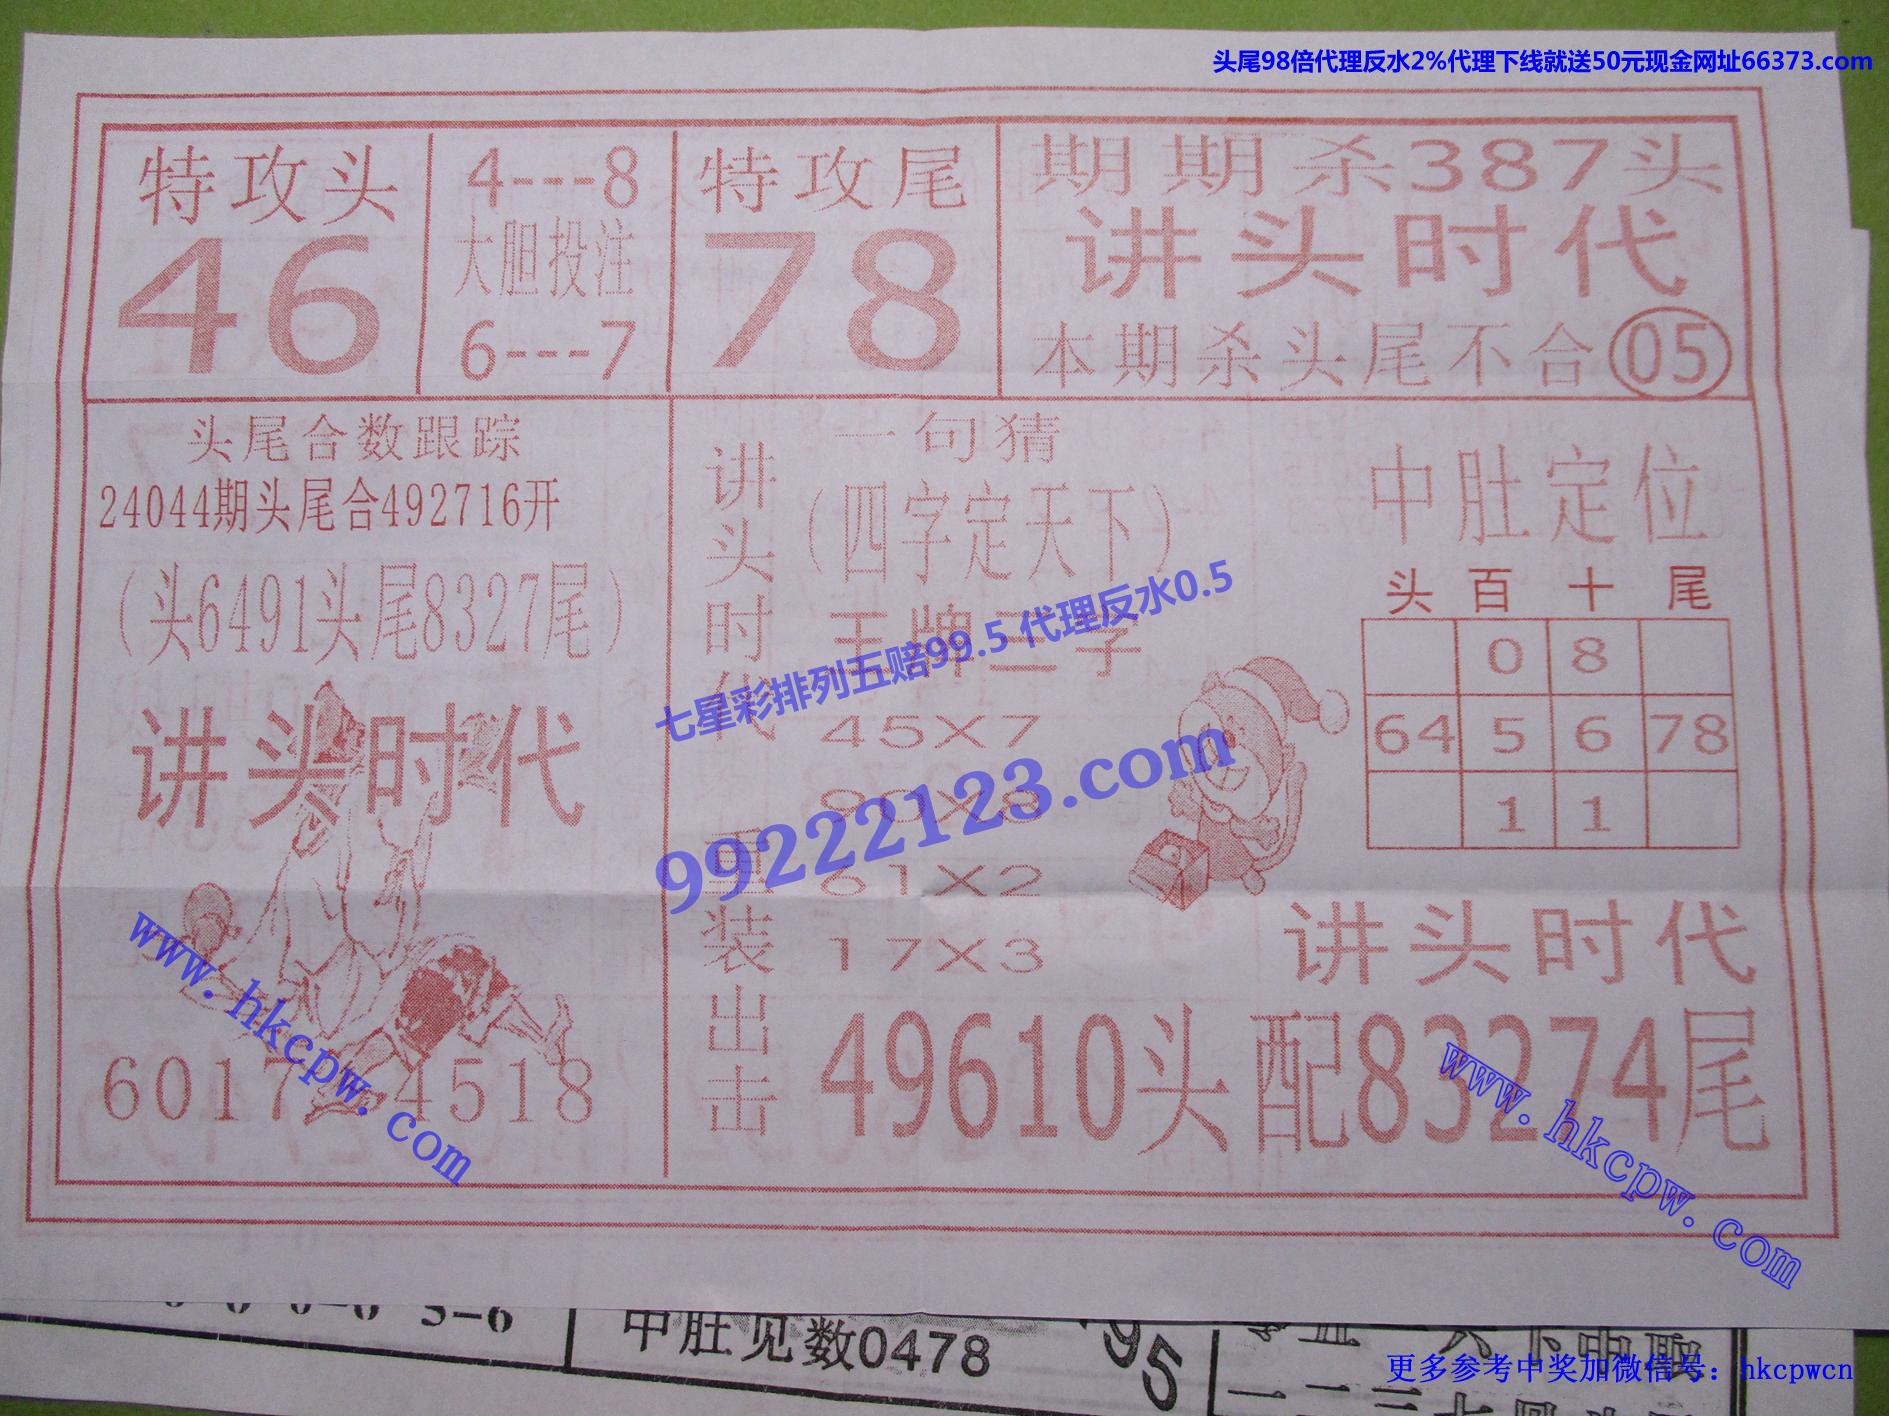 头尾98倍代理反水2%代理下线就送50元现金网址66373.com
特攻头
46
4---8
大胆投注
6---7
特攻尾
78
期期杀387头
讲头时代
本期杀头尾不合05
头尾合数跟踪
24044期头尾合492716开
(头6491头尾8327尾)
讲头时代
6017
4518
讲头时代
装出击
一句猜
(四字定天下)
王牌三字
45X7
90X8
61X2
17X3
中肚定位
头 百 十 尾
0 8
64 5 6 78
1 1
讲头时代
49610头配83274尾
七星彩排列五赔99.5 代理反水0.5
99222123.com
www.hkcpw.com
www.hkcpw.com
5-6
中肚见数0478
95
更多参考中奖加微信号：hkcpwcn